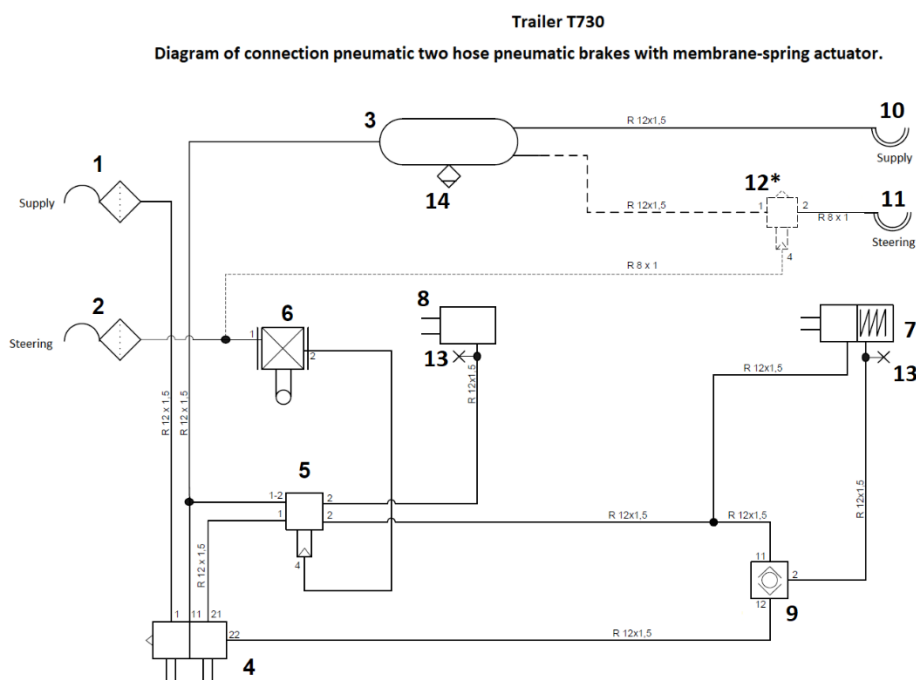 Trailer T730
Diagram of connection pneumatic two hose pneumatic brakes with membrane-spring actuator.
3
R 12x1,5
10
Supply
1
Supply
14
12*
11
R 12x1,5
1
2
R 8 x 1
Steering
4
R 8 x 1
2
Steering
6
1
2
8
13
R 12x1,5
7
13
R 12x1,5
R 12 x 1,5
R 12 x 1,5
5
1-2
2
1
2
R 12x1,5
R 12x1,5
R 12x1,5
4
R 12 x 1,5
11
2
12
9
1
11
21
22
R 12x1,5
4